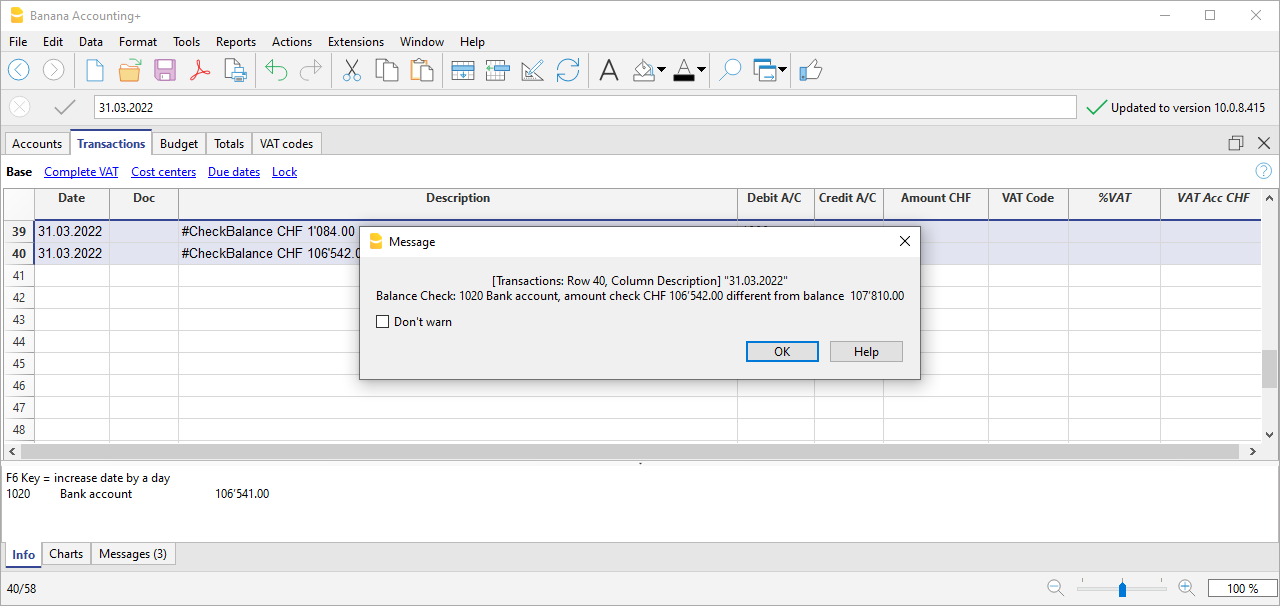 Banana Accounting+
File Edit Data Format Tools Reports Actions Extensions Window Help
31.03.2022
Updated to version 10.0.8.415
Accounts Transactions Budget Totals VAT codes
Base Complete VAT Cost centers Due dates Lock
Date Doc Description Debit A/C Credit A/C Amount CHF VAT Code %VAT VAT Acc CHF
39 31.03.2022 #CheckBalance CHF 1'084.00
40 31.03.2022 #CheckBalance CHF 106'542.0
41
42
43
44
45
46
47
48
Message
[Transactions: Row 40, Column Description] "31.03.2022"
Balance Check: 1020 Bank account, amount check CHF 106’542.00 different from balance 107’810.00
Don't warn
OK Help
F6 Key = increase date by a day
1020 Bank account 106’541.00
Info Charts Messages (3)
40/58
100 %